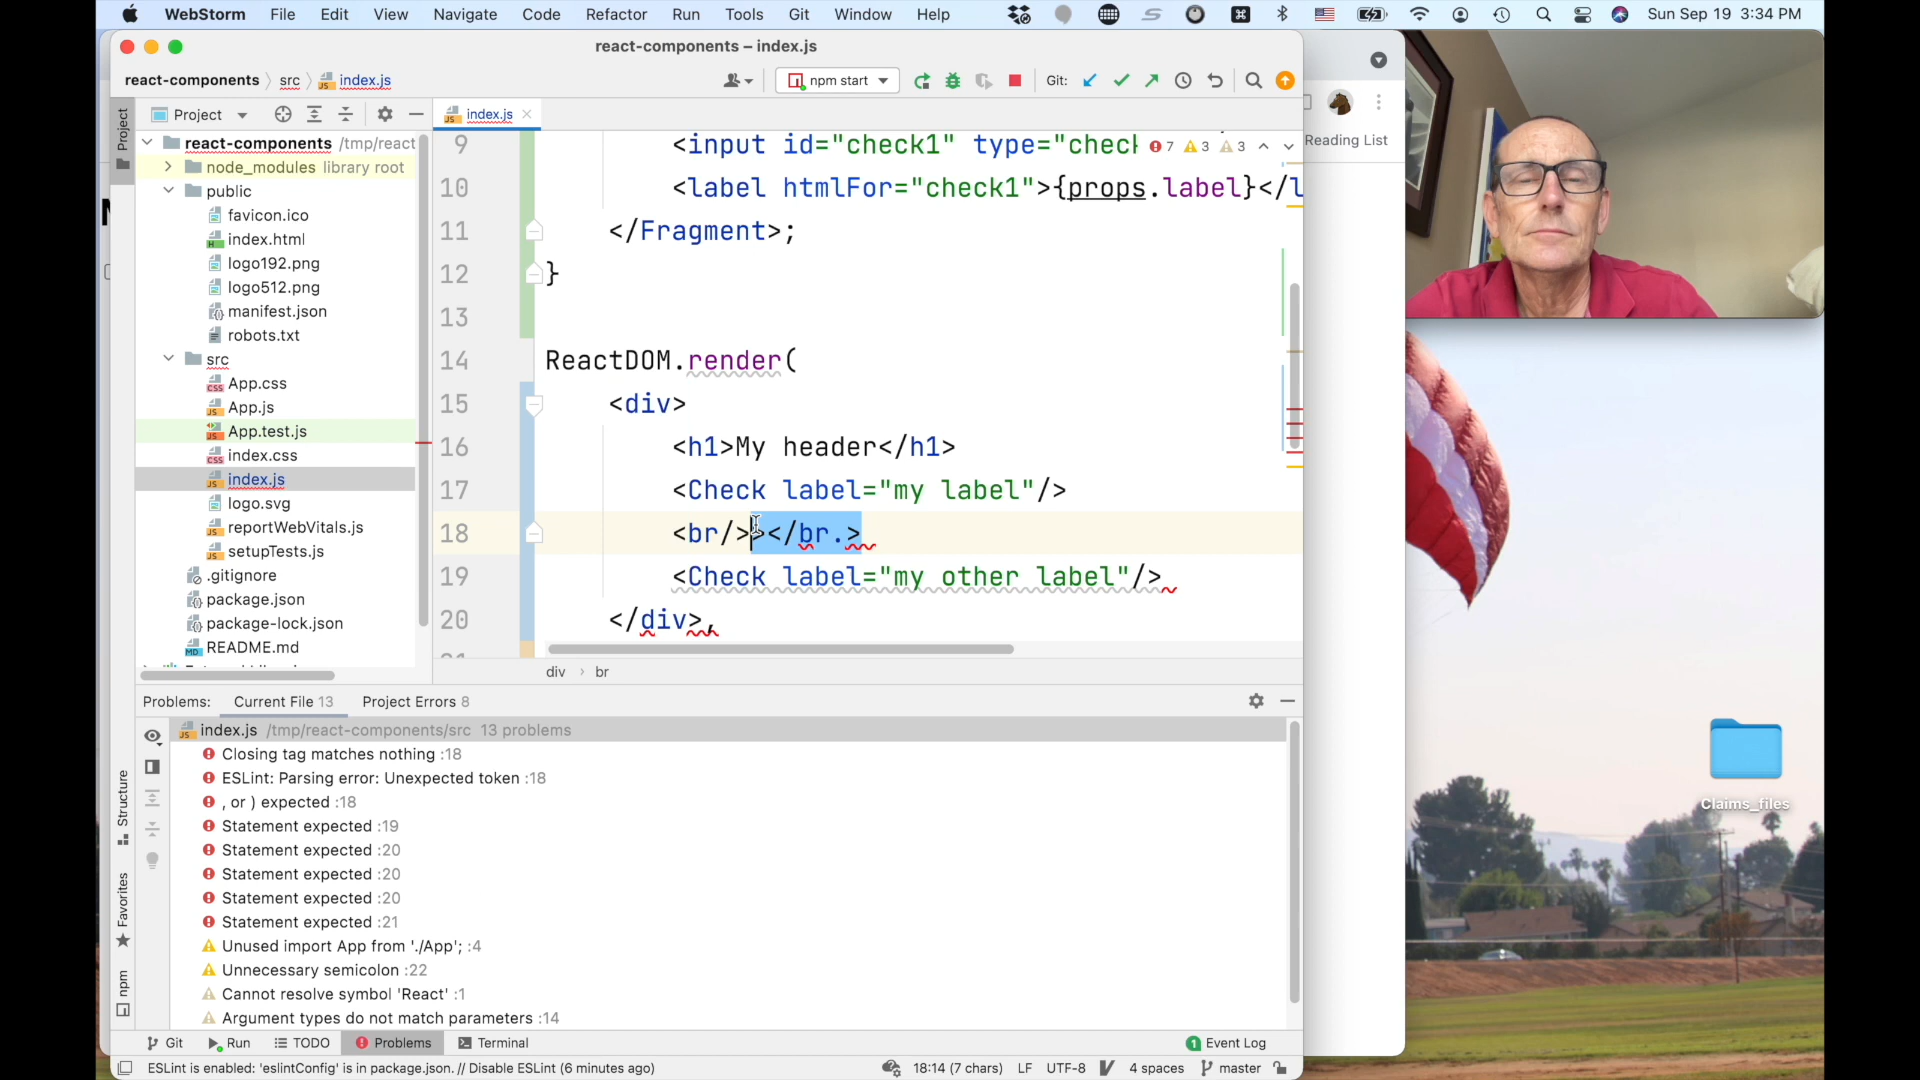 WebStorm File Edit View Navigate Code Refactor Run Tools Git Window Help Sun Sep 19 3:34 PM
react-components – index.js
react-components src index.js npm start Git:
Project index.js
react-components /tmp/react
node_modules library root
public
favicon.ico
index.html
logo192.png
logo512.png
manifest.json
robots.txt
src
App.css
App.js
App.test.js
index.css
index.js
logo.svg
reportWebVitals.js
setupTests.js
.gitignore
package.json
package-lock.json
README.md
Project
Structure
Favorites
npm
9 <input id="check1" type="check 7 3 3
10 <label htmlFor="check1">{props.label}</l
11 </Fragment>;
12 }
13
14 ReactDOM.render(
15 <div>
16 <h1>My header</h1>
17 <Check label="my label"/>
18 <br/>></br.>
19 <Check label="my other label"/>
20 </div>,
div › br
Reading List
Problems: Current File 13 Project Errors 8
index.js /tmp/react-components/src 13 problems
Closing tag matches nothing :18
ESLint: Parsing error: Unexpected token :18
, or ) expected :18
Statement expected :19
Statement expected :20
Statement expected :20
Statement expected :20
Statement expected :21
Unused import App from './App'; :4
Unnecessary semicolon :22
Cannot resolve symbol 'React' :1
Argument types do not match parameters :14
Git Run TODO Problems Terminal 1 Event Log
ESLint is enabled: 'eslintConfig' is in package.json. // Disable ESLint (6 minutes ago) 18:14 (7 chars) LF UTF-8 4 spaces master
Claims_files